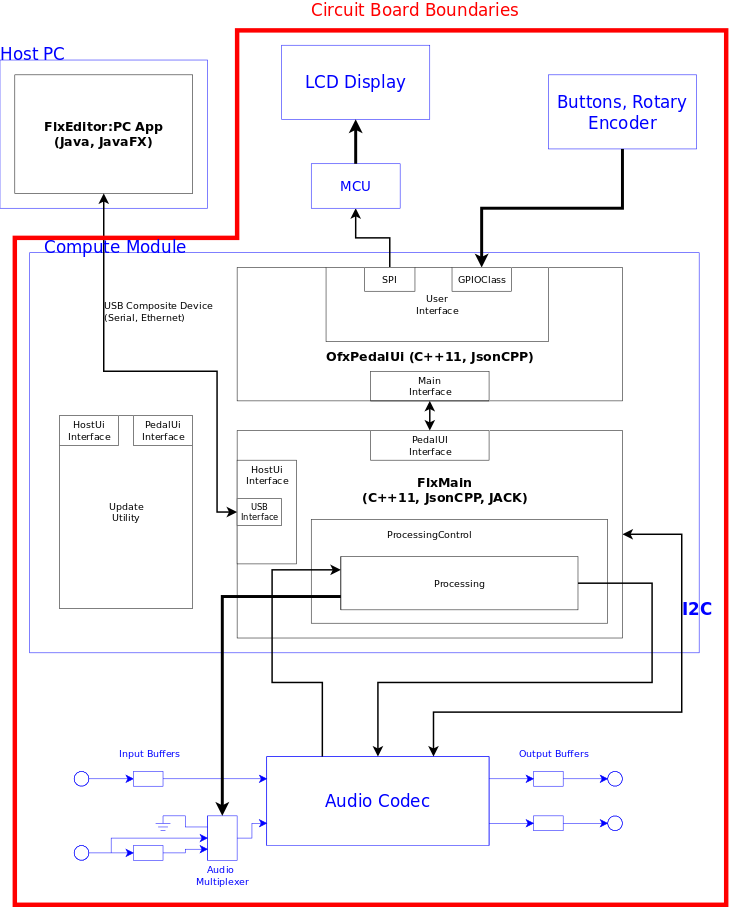 Circuit Board Boundaries
Host PC
FlxEditor:PC App
(Java, JavaFX)
LCD Display
Buttons, Rotary
Encoder
MCU
Compute Module
USB Composite Device
(Serial, Ethernet)
SPI
GPIOClass
User
Interface
OfxPedalUi (C++11, JsonCPP)
Main
Interface
HostUi
Interface
PedalUi
Interface
Update
Utility
PedalUI
Interface
FlxMain
(C++11, JsonCPP, JACK)
HostUi
Interface
USB
Interface
ProcessingControl
Processing
I2C
Input Buffers
Output Buffers
Audio Codec
Audio
Multiplexer